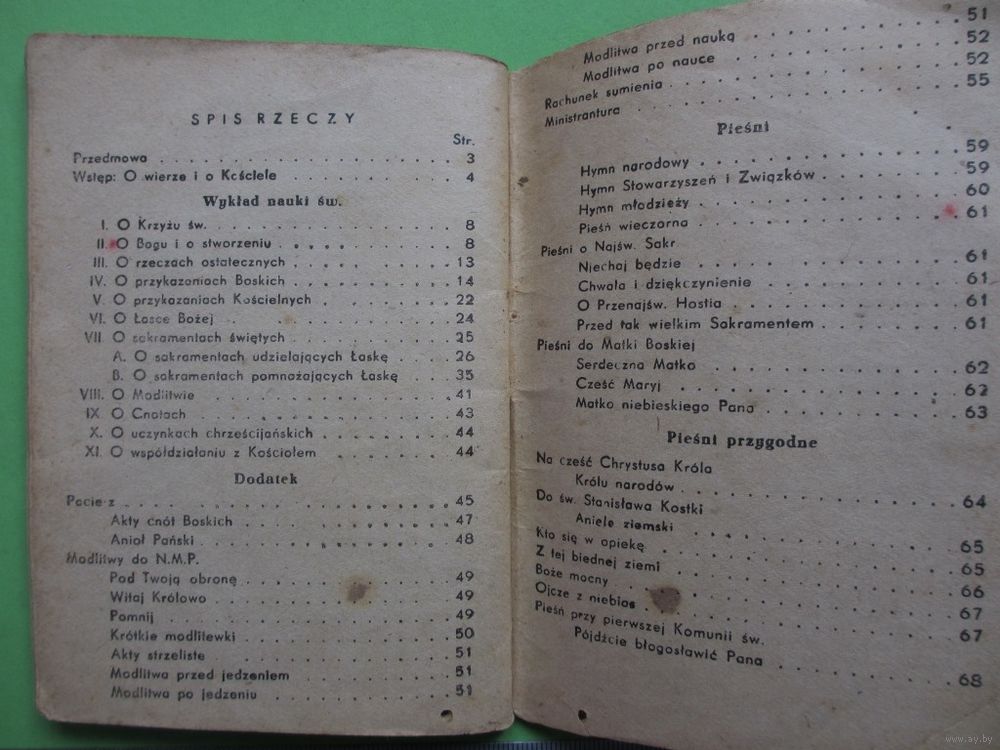 SPIS RZECZY
Str.
Przedmowa . . . . . . . . . . . . . . . . . 3
Wstęp: O wierze i o Kościele . . . . . . . . . 4
Wykład nauki św.
I. O Krzyżu św. . . . . . . . . . . . . . . 8
II. O Bogu i o stworzeniu . . . . . . . . . . 8
III. O rzeczach ostatecznych . . . . . . . . . 13
IV. O przykazaniach Boskich . . . . . . . . . 14
V. O przykazaniach Kościelnych . . . . . . . 22
VI. O Łasce Bożej . . . . . . . . . . . . . 24
VII O sakramentach świętych . . . . . . . . . 25
A. O sakramentach udzielających Łaskę . . . . 26
B. O sakramentach pomnażających Łaskę . . . 35
VIII. O Modlitwie . . . . . . . . . . . . . . 41
IX O Cnotach . . . . . . . . . . . . . . . 43
X. O uczynkach chrześcijańskich . . . . . . . 44
XI. O współdziałaniu z Kościołem . . . . . . 44
Dodatek
Pacie z . . . . . . . . . . . . . . . . . . 45
Akty cnót Boskich . . . . . . . . . . . . 47
Anioł Pański . . . . . . . . . . . . . . 48
Modlitwy do N.M.P.
Pod Twoją obronę . . . . . . . . . . . . 49
Witaj Królowo . . . . . . . . . . . . . . 49
Pomnij . . . . . . . . . . . . . . . . . 49
Krótkie modlitewki . . . . . . . . . . . . 50
Akty strzeliste . . . . . . . . . . . . . 51
Modlitwa przed jedzeniem . . . . . . . . . 51
Modlitwa po jedzeniu . . . . . . . . . . . 51
Modlitwa przed nauką . . . . . . . . . . . 51
Modlitwa po nauce . . . . . . . . . . . . 52
Rachunek sumienia . . . . . . . . . . . . . 52
Ministrantura . . . . . . . . . . . . . . . 55
Pieśni
Hymn narodowy . . . . . . . . . . . . . 59
Hymn Stowarzyszeń i Związków . . . . . . . 59
Hymn młodzieży . . . . . . . . . . . . . 60
Pieśń wieczorna . . . . . . . . . . . . . 61
Pieśni o Najśw. Sakr
Niechaj będzie . . . . . . . . . . . . . 61
Chwała i dziękczynienie . . . . . . . . . 61
O Przenajśw. Hostia . . . . . . . . . . . 61
Przed tak wielkim Sakramentem . . . . . . . 61
Pieśni do Matki Boskiej
Serdeczna Matko . . . . . . . . . . . . . 62
Cześć Maryj . . . . . . . . . . . . . . 62
Matko niebieskiego Pana . . . . . . . . . 63
Pieśni przygodne
Na cześć Chrystusa Króla
Królu narodów . . . . . . . . . . . . . 64
Do św. Stanisława Kostki
Aniele ziemski . . . . . . . . . . . . . 65
Kto się w opiekę . . . . . . . . . . . . . 65
Z tej biednej ziemi . . . . . . . . . . . . 66
Boże mocny . . . . . . . . . . . . . . . . 67
Ojcze z niebios . . . . . . . . . . . . . . 67
Pieśń przy pierwszej Komunii św.
Pójdźcie błogosławić Pana . . . . . . . . . 68
www.ay.by